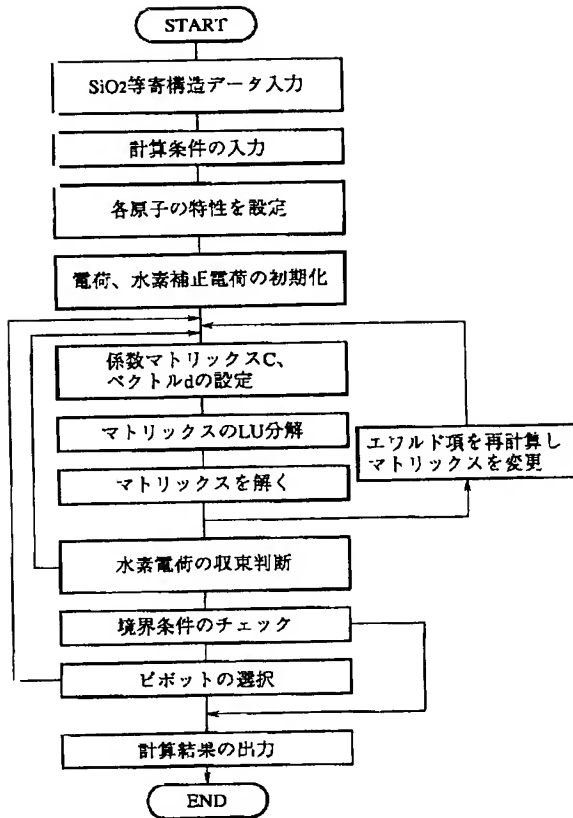 START
SiO2等寄構造データ入力
計算条件の入力
各原子の特性を設定
電荷、水素補正電荷の初期化
係数マトリックスC、
ベクトルdの設定
マトリックスのLU分解
マトリックスを解く
エワルド項を再計算し
マトリックスを変更
水素電荷の収束判断
境界条件のチェック
ピボットの選択
計算結果の出力
END